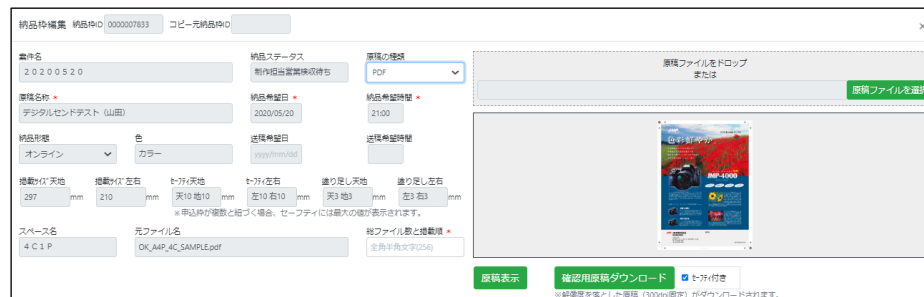 納品枠編集 納品枠ID 0000007833 コピー元納品枠ID
案件名 納品ステータス 原稿の種類
20200520 制作担当営業検収待ち PDF
原稿ファイルをドロップ
または
原稿ファイルを選択
原稿名称 * 納品希望日 * 納品希望時間 *
デジタルセンドテスト (山田) 2020/05/20 21:00
納品形態 色 送稿希望日 送稿希望時間
オンライン カラー yyyy/mm/dd
掲載サイズ天地 掲載サイズ左右 セーフティ天地 セーフティ左右 塗り足し天地 塗り足し左右
297 mm 210 mm 天10 地10 mm 左10 右10 mm 天3 地3 mm 左3 右3 mm
※申込枠が複数と紐づく場合、セーフティには最大の値が表示されます。
スペース名 元ファイル名 総ファイル数と掲載順 *
4C1P OK_A4P_4C_SAMPLE.pdf 全角半角文字(256)
色彩鮮やか
IMP-4000
原稿表示 確認用原稿ダウンロード セーフティ付き
※解像度を落とした原稿（300dpi固定）がダウンロードされます。